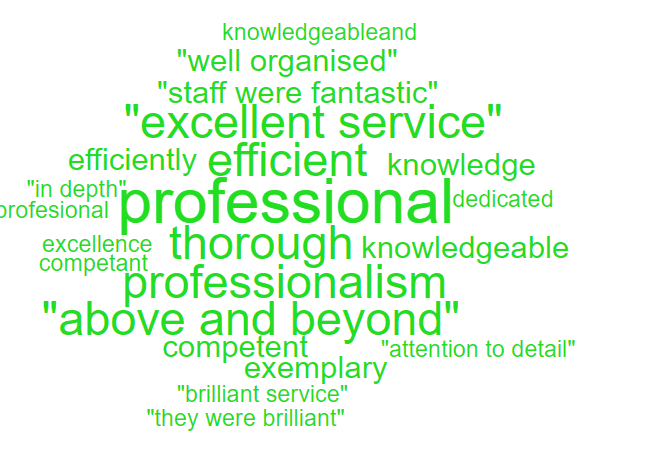 knowledgeableand
"well organised"
"staff were fantastic"
"excellent service"
efficiently efficient knowledge
"in depth"
profesional professional dedicated
excellence thorough knowledgeable
competant
professionalism
"above and beyond"
competent "attention to detail"
exemplary
"brilliant service"
"they were brilliant"